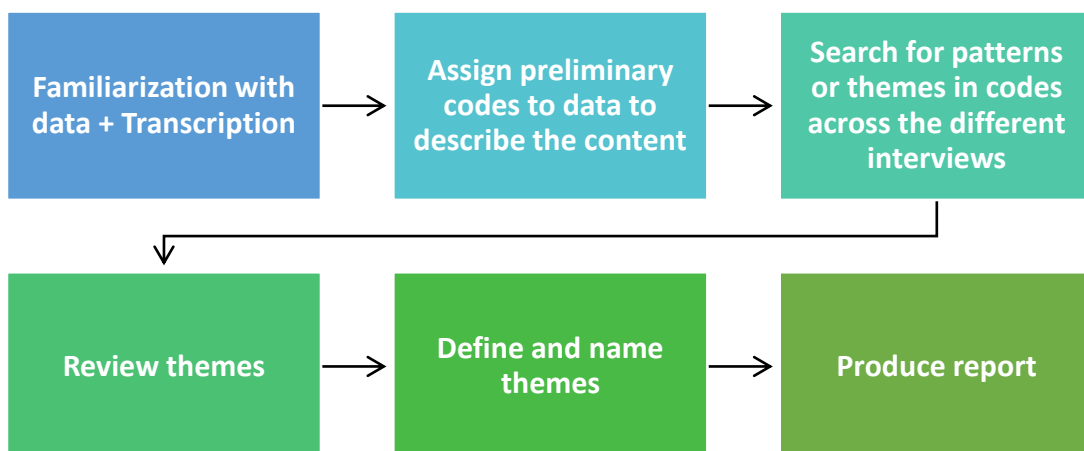 Familiarization with
data + Transcription
Assign preliminary
codes to data to
describe the content
Search for patterns
or themes in codes
across the different
interviews
Review themes
Define and name
themes
Produce report